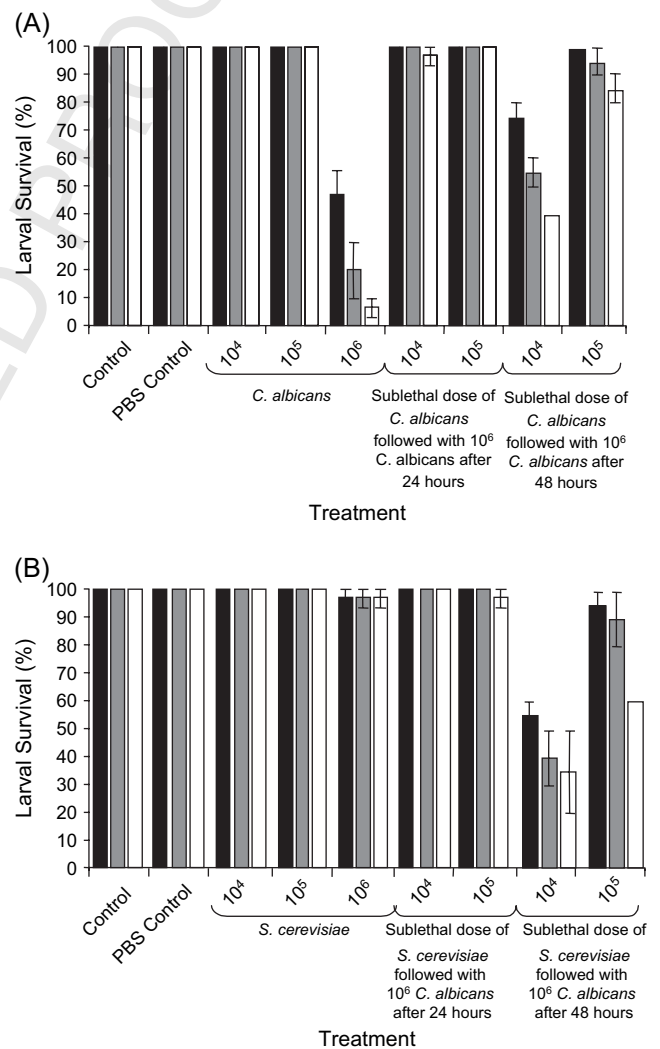 (A)
Larval Survival (%)
100
90
80
70
60
50
40
30
20
10
0
Control
PBS Control
10⁴
10⁵
10⁶
10⁴
10⁵
10⁴
10⁵
C. albicans
Sublethal dose of
C. albicans
followed with 10⁶
C. albicans after
24 hours
Sublethal dose of
C. albicans
followed with 10⁶
C. albicans after
48 hours
Treatment
(B)
Larval Survival (%)
100
90
80
70
60
50
40
30
20
10
0
Control
PBS Control
10⁴
10⁵
10⁶
10⁴
10⁵
10⁴
10⁵
S. cerevisiae
Sublethal dose of
S. cerevisiae
followed with
10⁶ C. albicans
after 24 hours
Sublethal dose of
S. cerevisiae
followed with
10⁶ C. albicans
after 48 hours
Treatment